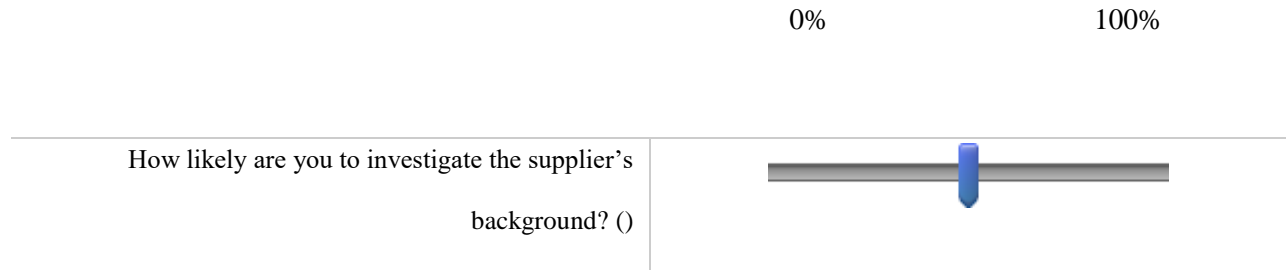 0% 100%
How likely are you to investigate the supplier’s
background? ()